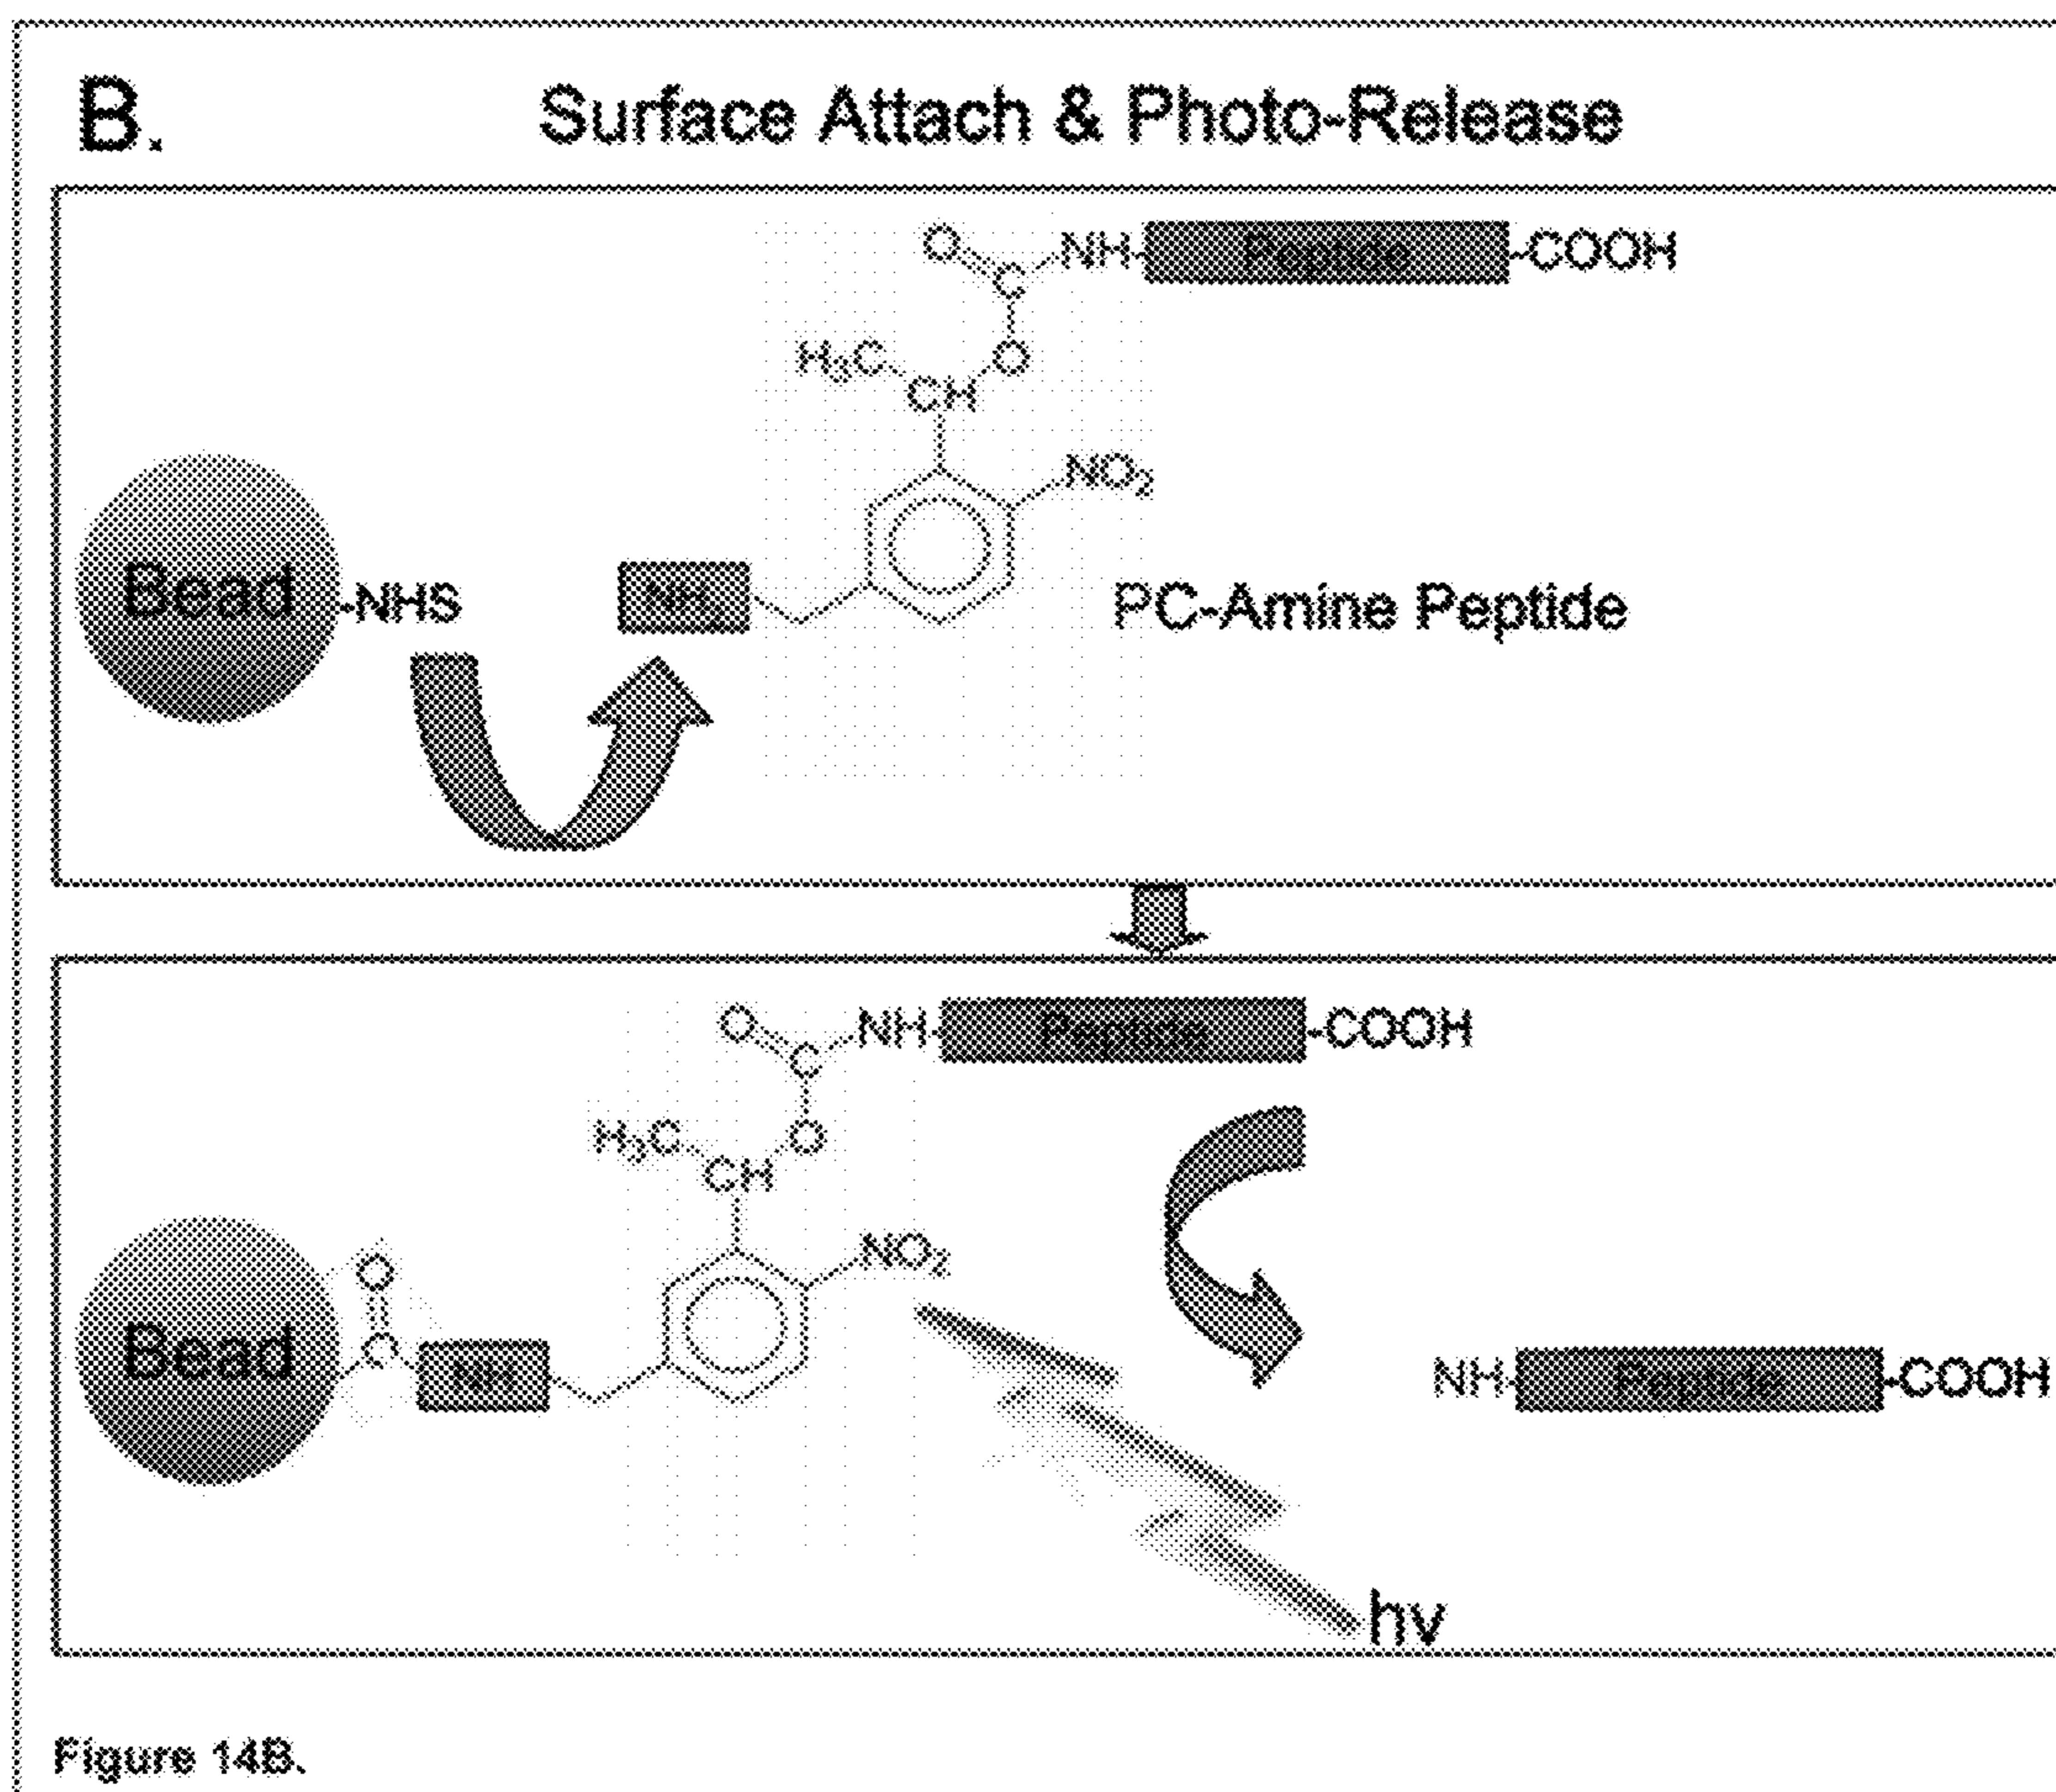 B.
Surface Attach & Photo-Release
O
C
NH-
Peptide
-COOH
H₃C
O
CH
NO₂
Bead
-NHS
NH₂
PC-Amine Peptide
O
C
NH-
Peptide
-COOH
H₃C
O
CH
NO₂
O
C
Bead
NH
NH-
Peptide
-COOH
hν
Figure 14B.